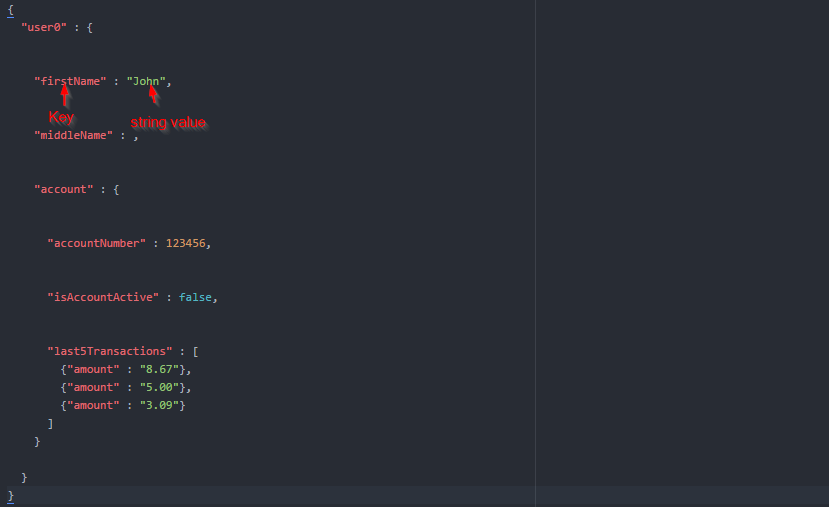 {
"user0" : {
"firstName" : "John",
Key
string value
"middleName" : ,
"account" : {
"accountNumber" : 123456,
"isAccountActive" : false,
"last5Transactions" : [
{"amount" : "8.67"},
{"amount" : "5.00"},
{"amount" : "3.09"}
]
}
}
}